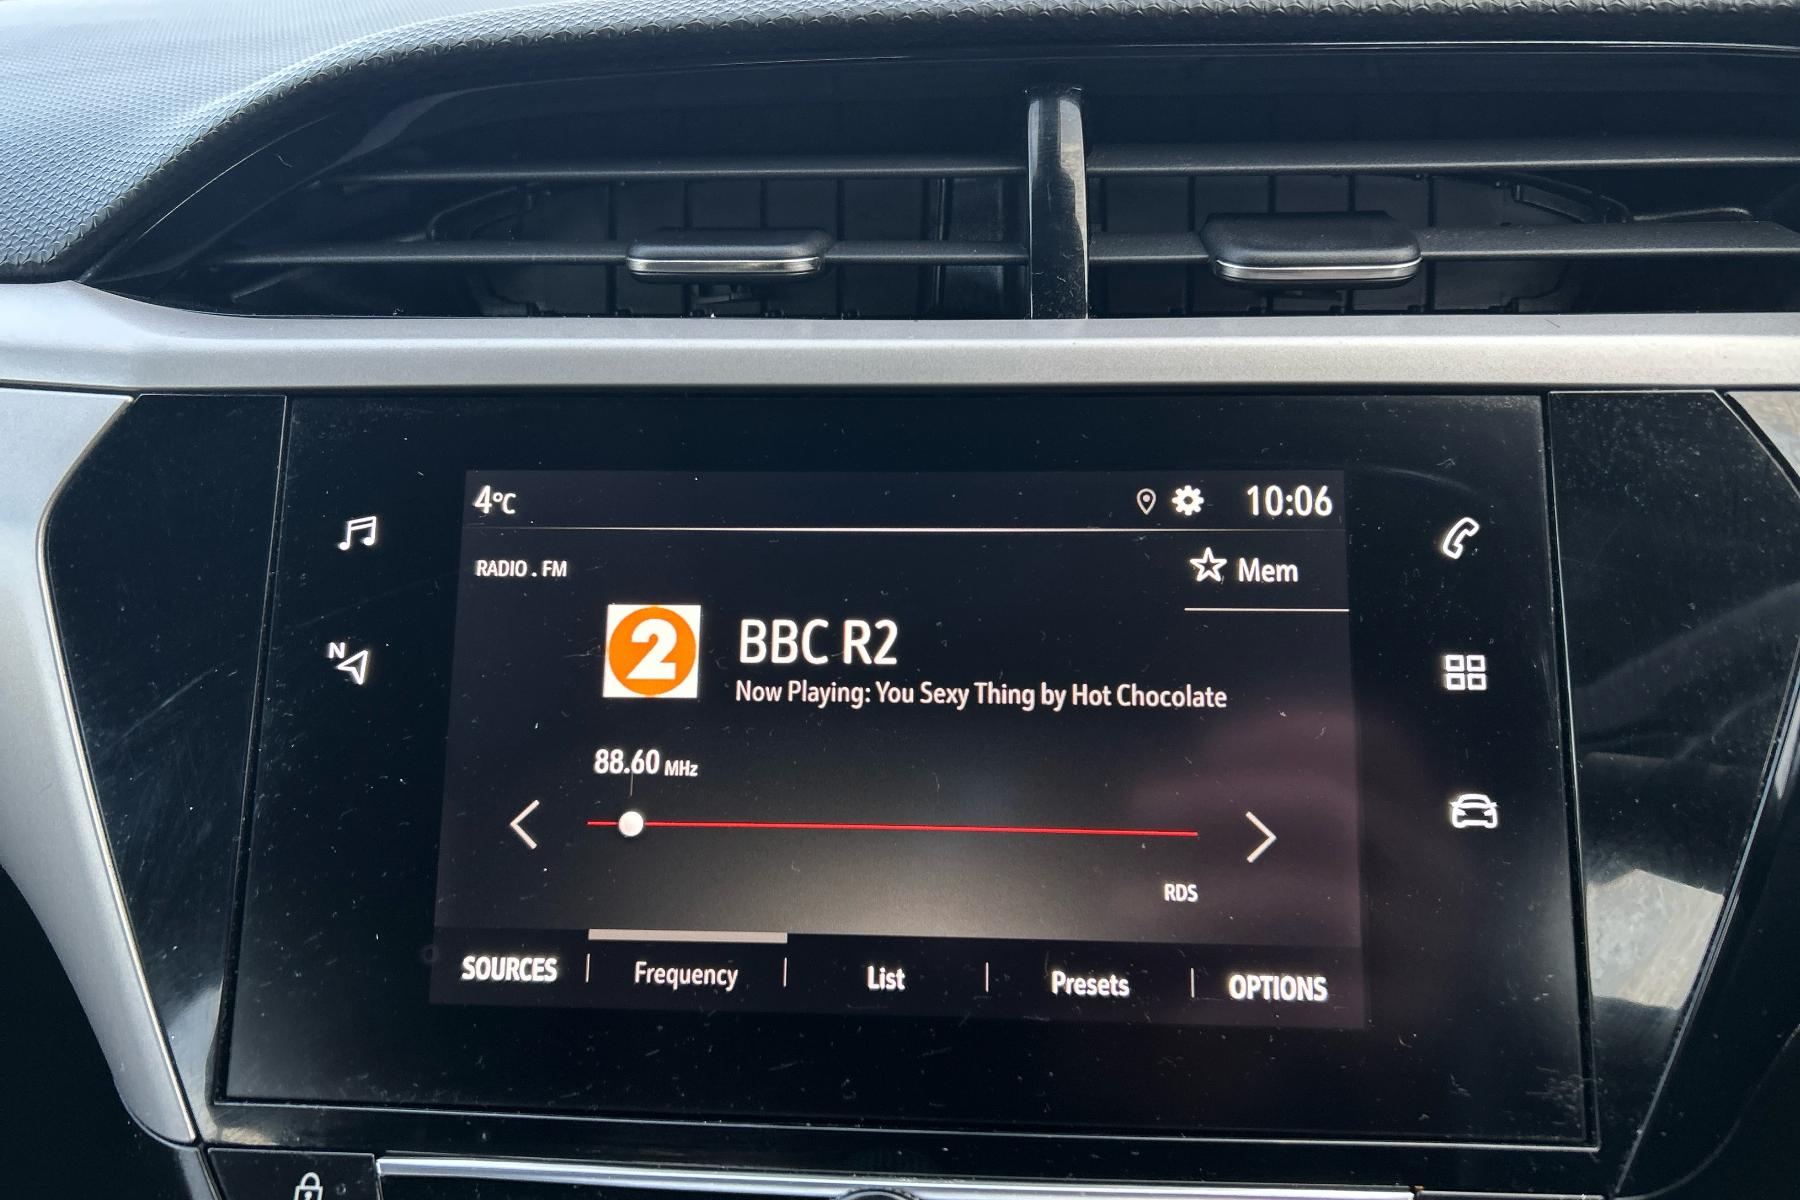 4°C 10:06
RADIO . FM
Mem
2
BBC R2
Now Playing: You Sexy Thing by Hot Chocolate
88.60 MHz
RDS
SOURCES Frequency List Presets OPTIONS
N